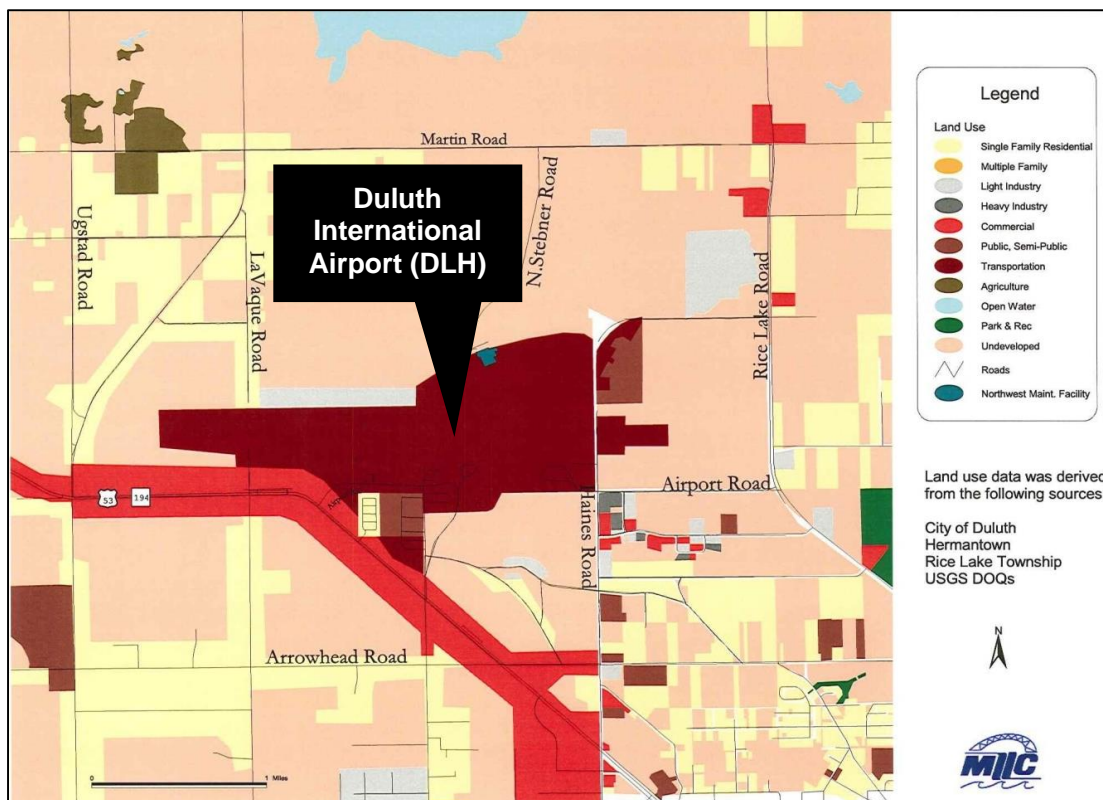 Martin Road
Duluth
International
Airport (DLH)
N.Stebner Road
Ugstad Road
LaVaque Road
Rice Lake Road
Haines Road
Airport Road
53
194
Arrowhead Road
0
1 Miles
Legend
Land Use
Single Family Residential
Multiple Family
Light Industry
Heavy Industry
Commercial
Public, Semi-Public
Transportation
Agriculture
Open Water
Park & Rec
Undeveloped
Roads
Northwest Maint. Facility
Land use data was derived
from the following sources
City of Duluth
Hermantown
Rice Lake Township
USGS DOQs
N
MIC